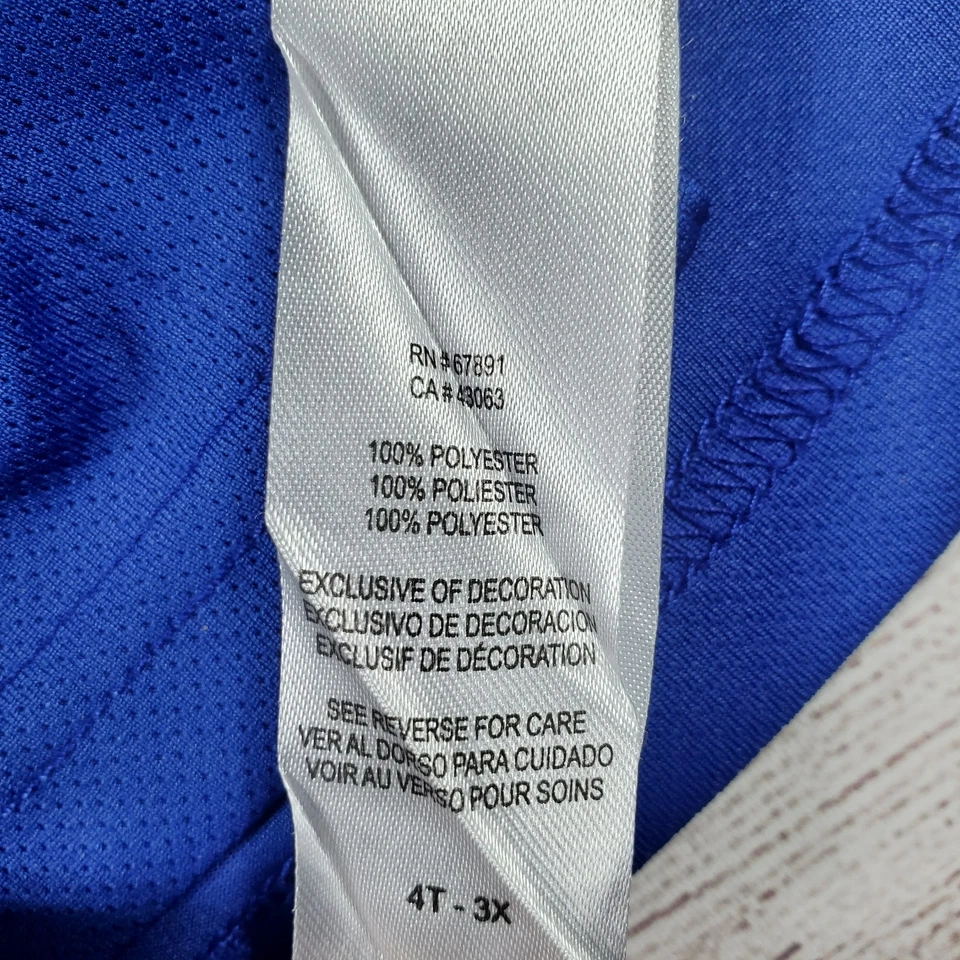 RN # 67891
CA # 43063
100% POLYESTER
100% POLIESTER
100% POLYESTER
EXCLUSIVE OF DECORATION
EXCLUSIVO DE DECORACION
EXCLUSIF DE DÉCORATION
SEE REVERSE FOR CARE
VER AL DORSO PARA CUIDADO
VOIR AU VERSO POUR SOINS
4T - 3X